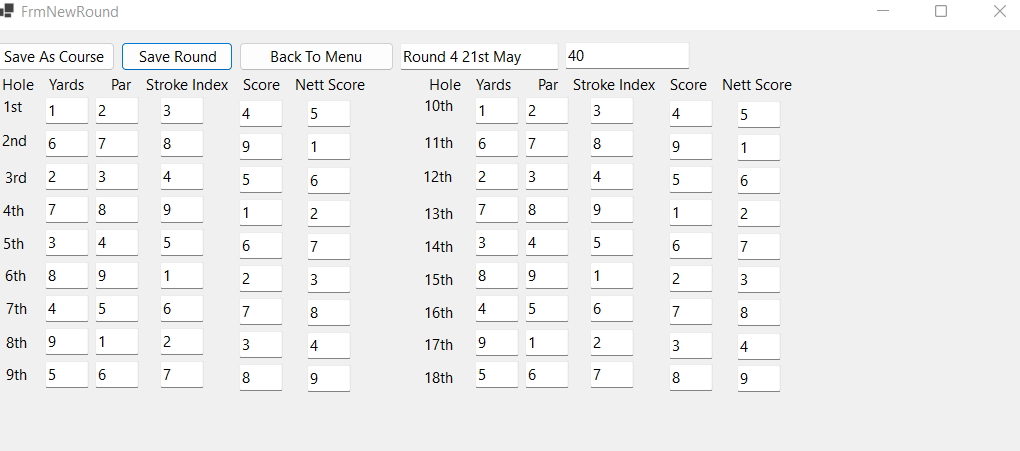 FrmNewRound
Save As Course Save Round Back To Menu Round 4 21st May 40
Hole Yards Par Stroke Index Score Nett Score Hole Yards Par Stroke Index Score Nett Score
1st 1 2 3 4 5 10th 1 2 3 4 5
2nd 6 7 8 9 1 11th 6 7 8 9 1
3rd 2 3 4 5 6 12th 2 3 4 5 6
4th 7 8 9 1 2 13th 7 8 9 1 2
5th 3 4 5 6 7 14th 3 4 5 6 7
6th 8 9 1 2 3 15th 8 9 1 2 3
7th 4 5 6 7 8 16th 4 5 6 7 8
8th 9 1 2 3 4 17th 9 1 2 3 4
9th 5 6 7 8 9 18th 5 6 7 8 9